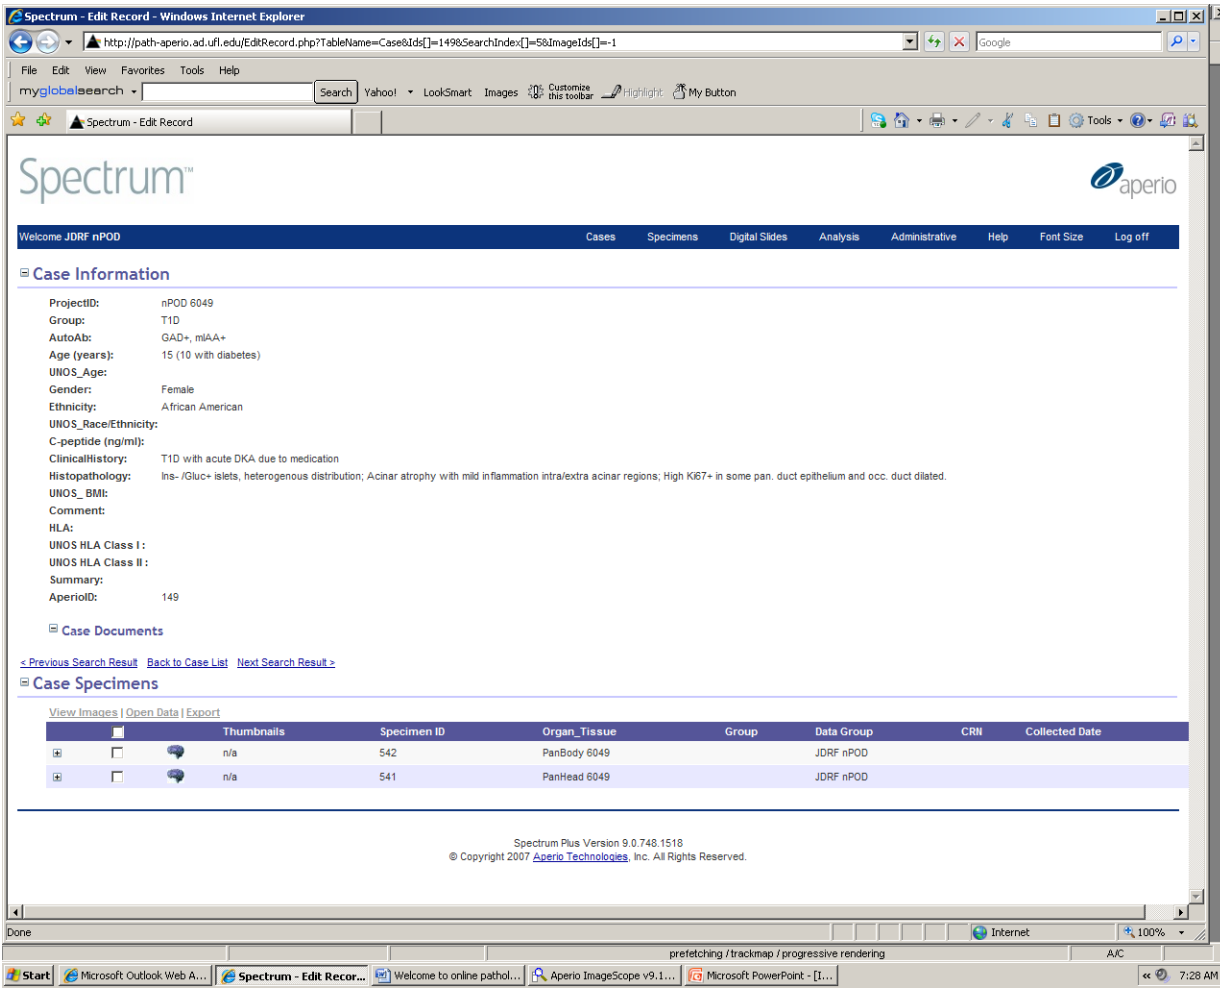 Spectrum - Edit Record - Windows Internet Explorer
http://path-aperio.ad.ufl.edu/EditRecord.php?TableName=Case&Ids[]=149&SearchIndex[]=5&ImageIds[]=-1
Google
File Edit View Favorites Tools Help
myglobalsearch Search Yahoo! LookSmart Images Customize this toolbar Highlight My Button
Spectrum - Edit Record Tools
Spectrum™
aperio
Welcome JDRF nPOD Cases Specimens Digital Slides Analysis Administrative Help Font Size Log off
Case Information
ProjectID: nPOD 6049
Group: T1D
AutoAb: GAD+, mIAA+
Age (years): 15 (10 with diabetes)
UNOS_Age:
Gender: Female
Ethnicity: African American
UNOS_Race/Ethnicity:
C-peptide (ng/ml):
ClinicalHistory: T1D with acute DKA due to medication
Histopathology: Ins- /Gluc+ islets, heterogenous distribution; Acinar atrophy with mild inflammation intra/extra acinar regions; High Ki67+ in some pan. duct epithelium and occ. duct dilated.
UNOS_ BMI:
Comment:
HLA:
UNOS HLA Class I :
UNOS HLA Class II :
Summary:
AperioID: 149
Case Documents
< Previous Search Result Back to Case List Next Search Result >
Case Specimens
View Images | Open Data | Export
Thumbnails Specimen ID Organ_Tissue Group Data Group CRN Collected Date
n/a 542 PanBody 6049 JDRF nPOD
n/a 541 PanHead 6049 JDRF nPOD
Spectrum Plus Version 9.0.748.1518
© Copyright 2007 Aperio Technologies, Inc. All Rights Reserved.
Done Internet 100%
prefetching / trackmap / progressive rendering A/C
Start Microsoft Outlook Web A... Spectrum - Edit Recor... Welcome to online pathol... Aperio ImageScope v9.1... Microsoft PowerPoint - [I... « 7:28 AM